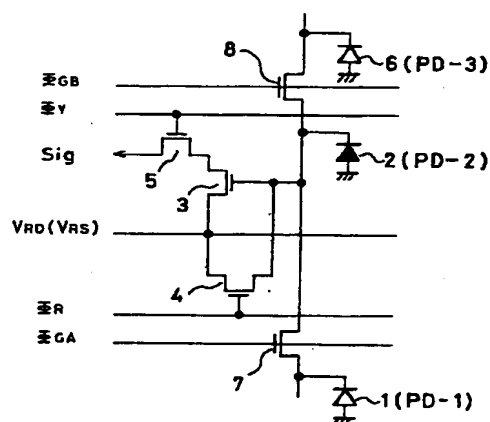 8
6(PD-3)
ΦGB
ΦY
Sig
5
3
2(PD-2)
VRD(VRS)
4
ΦR
ΦGA
7
1(PD-1)